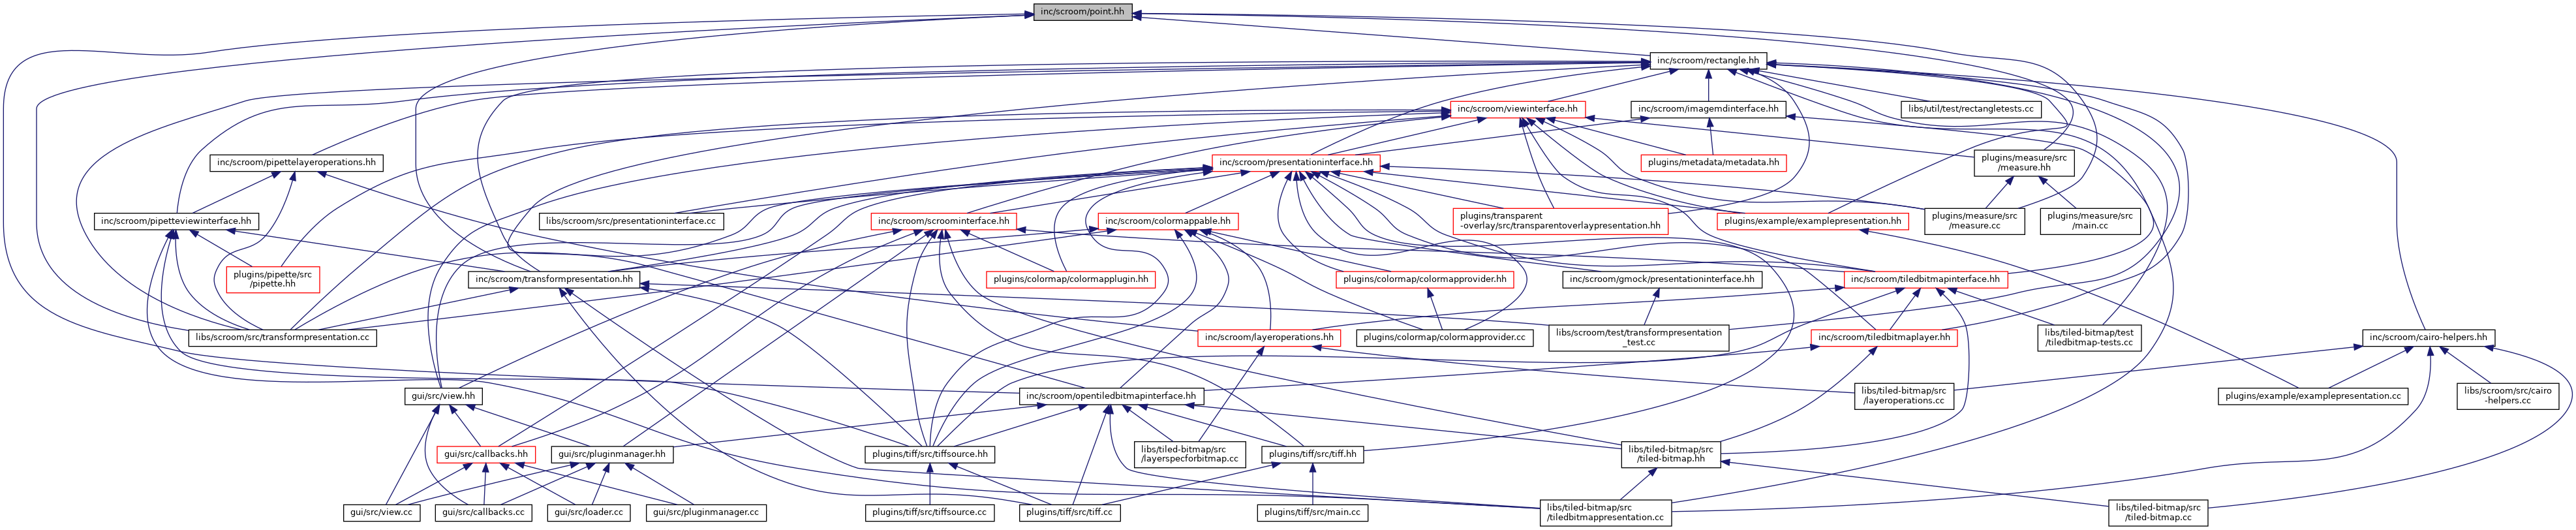 inc/scroom/point.hh
inc/scroom/rectangle.hh
inc/scroom/viewinterface.hh
inc/scroom/imagemdinterface.hh
libs/util/test/rectangletests.cc
inc/scroom/pipettelayeroperations.hh
inc/scroom/presentationinterface.hh
plugins/metadata/metadata.hh
plugins/measure/src
/measure.hh
inc/scroom/pipetteviewinterface.hh
libs/scroom/src/presentationinterface.cc
inc/scroom/scroominterface.hh
inc/scroom/colormappable.hh
plugins/transparent
-overlay/src/transparentoverlaypresentation.hh
plugins/example/examplepresentation.hh
plugins/measure/src
/measure.cc
plugins/measure/src
/main.cc
plugins/pipette/src
/pipette.hh
inc/scroom/transformpresentation.hh
plugins/colormap/colormapplugin.hh
plugins/colormap/colormapprovider.hh
inc/scroom/gmock/presentationinterface.hh
inc/scroom/tiledbitmapinterface.hh
libs/scroom/src/transformpresentation.cc
inc/scroom/layeroperations.hh
plugins/colormap/colormapprovider.cc
libs/scroom/test/transformpresentation
_test.cc
inc/scroom/tiledbitmaplayer.hh
libs/tiled-bitmap/test
/tiledbitmap-tests.cc
inc/scroom/cairo-helpers.hh
gui/src/view.hh
inc/scroom/opentiledbitmapinterface.hh
libs/tiled-bitmap/src
/layeroperations.cc
plugins/example/examplepresentation.cc
libs/scroom/src/cairo
-helpers.cc
gui/src/callbacks.hh
gui/src/pluginmanager.hh
plugins/tiff/src/tiffsource.hh
libs/tiled-bitmap/src
/layerspecforbitmap.cc
plugins/tiff/src/tiff.hh
libs/tiled-bitmap/src
/tiled-bitmap.hh
gui/src/view.cc
gui/src/callbacks.cc
gui/src/loader.cc
gui/src/pluginmanager.cc
plugins/tiff/src/tiffsource.cc
plugins/tiff/src/tiff.cc
plugins/tiff/src/main.cc
libs/tiled-bitmap/src
/tiledbitmappresentation.cc
libs/tiled-bitmap/src
/tiled-bitmap.cc